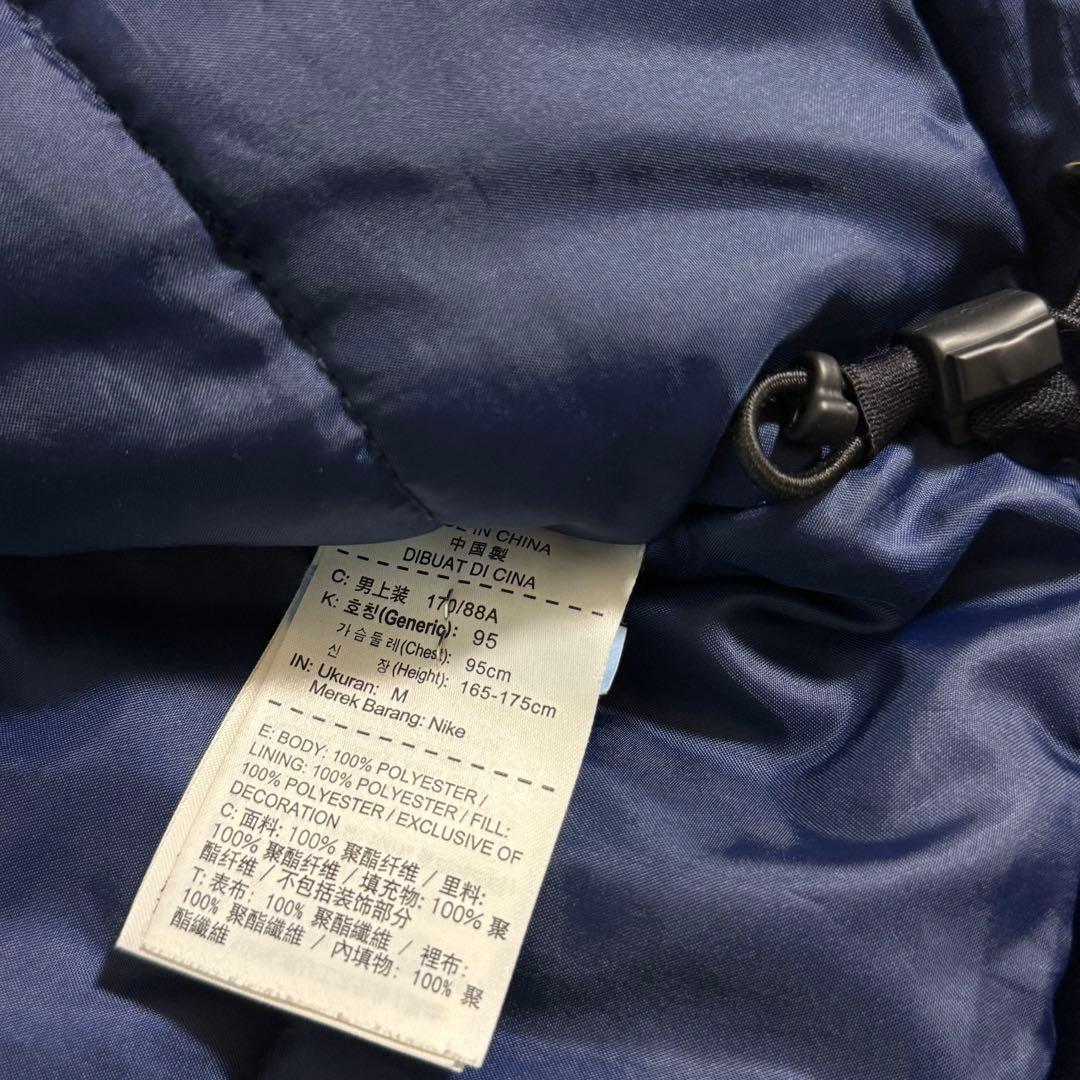 IN CHINA
中国製
DIBUAT DI CINA
C: 男上装 170/88A
K: 호칭(Generic): 95
가슴둘레(Chest): 95cm
신 장(Height): 165-175cm
IN: Ukuran: M
Merek Barang: Nike
E: BODY: 100% POLYESTER /
LINING: 100% POLYESTER / FILL:
100% POLYESTER / EXCLUSIVE OF
DECORATION
C: 面料: 100% 聚酯纤维 / 里料:
100% 聚酯纤维 / 填充物: 100% 聚
酯纤维 / 不包括装饰部分
T: 表布: 100% 聚酯纖維 / 裡布:
100% 聚酯纖維 / 內填物: 100% 聚
酯纖維